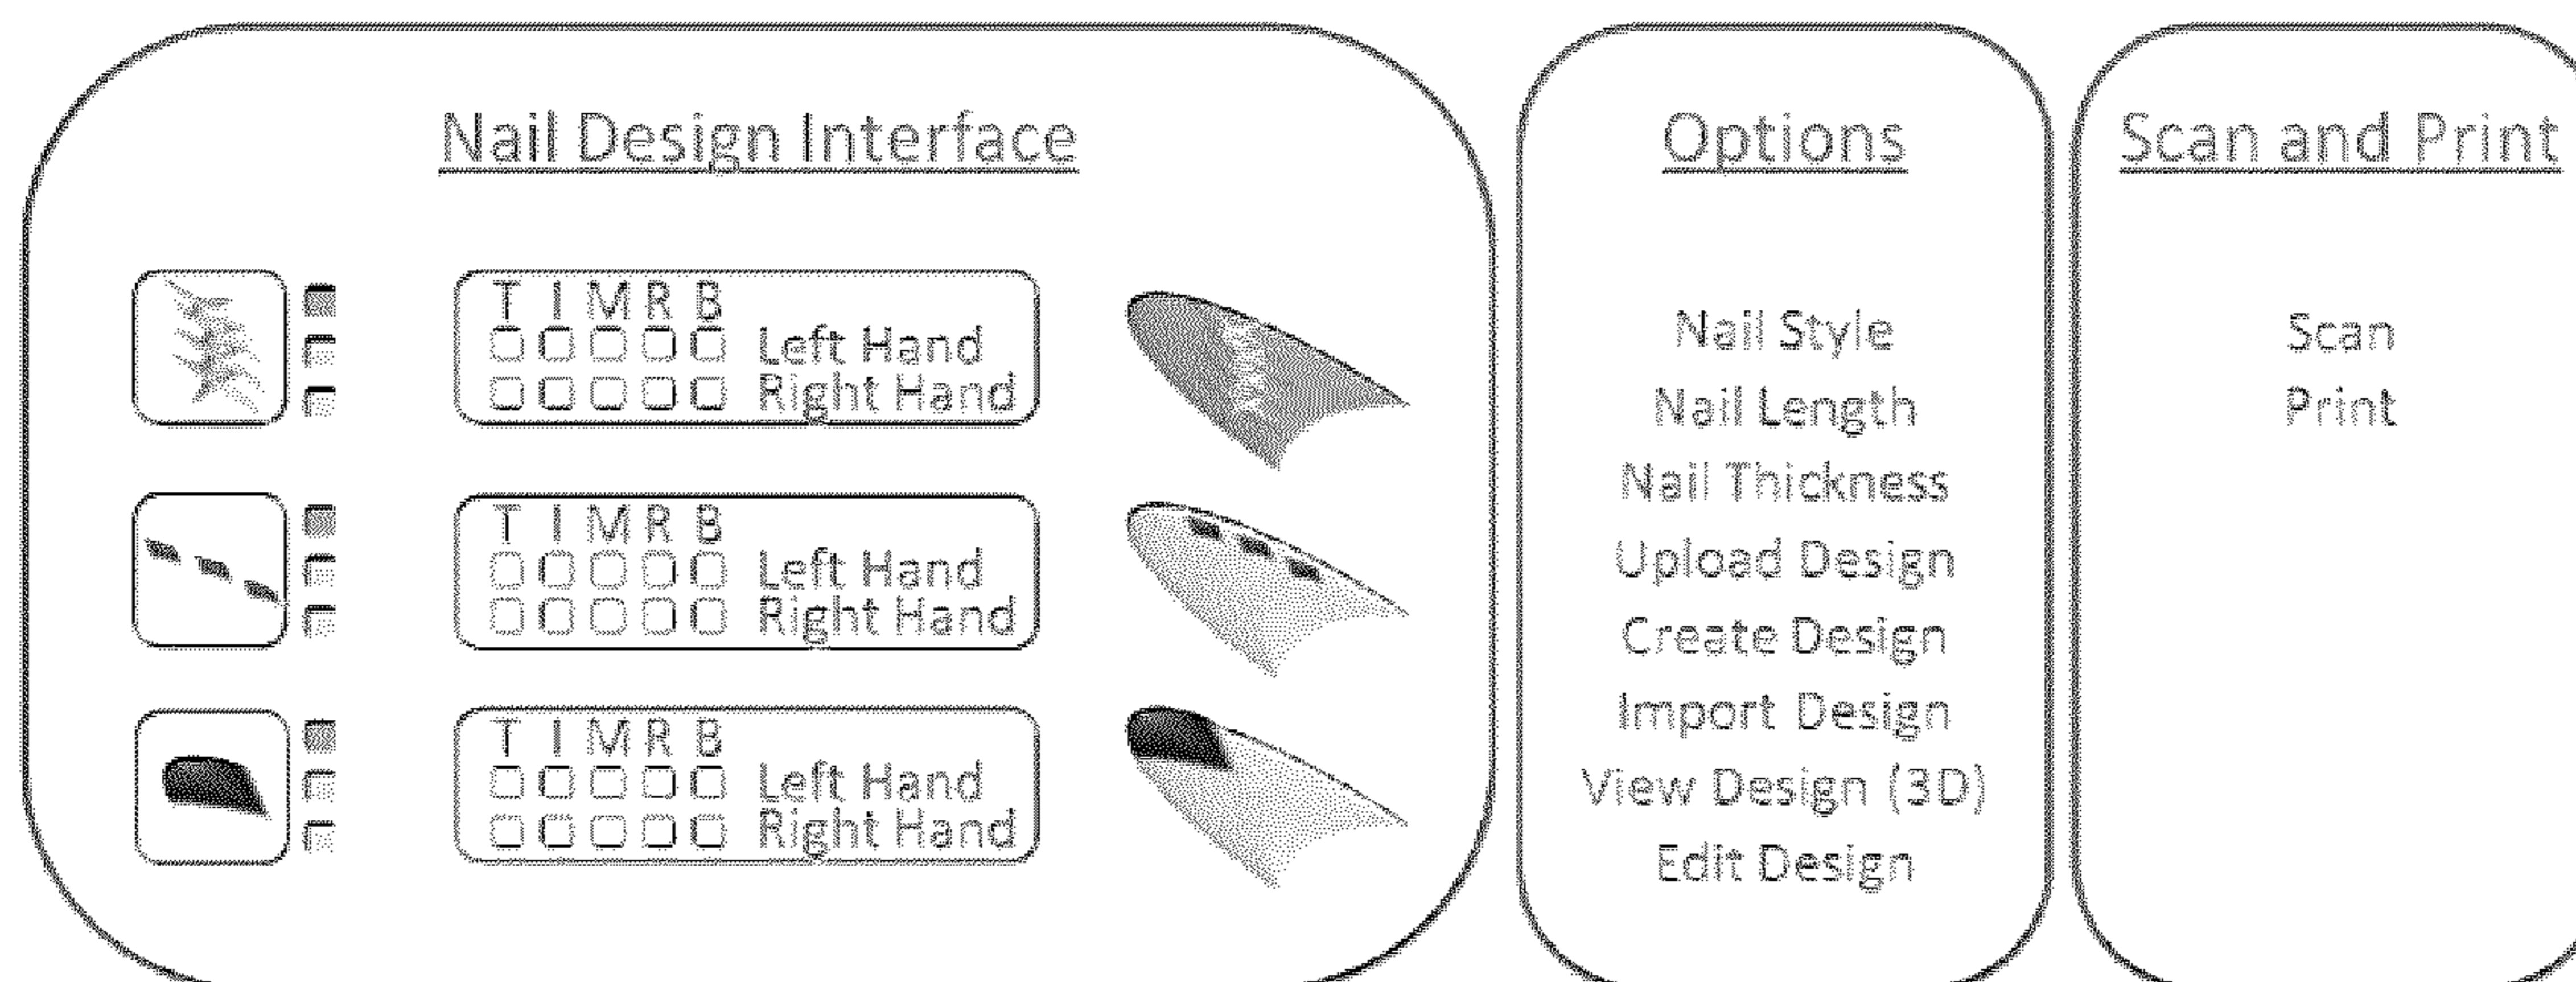 Nail Design Interface
T I M R B
Left Hand
Right Hand
T I M R B
Left Hand
Right Hand
T I M R B
Left Hand
Right Hand
Options
Nail Style
Nail Length
Nail Thickness
Upload Design
Create Design
Import Design
View Design (3D)
Edit Design
Scan and Print
Scan
Print